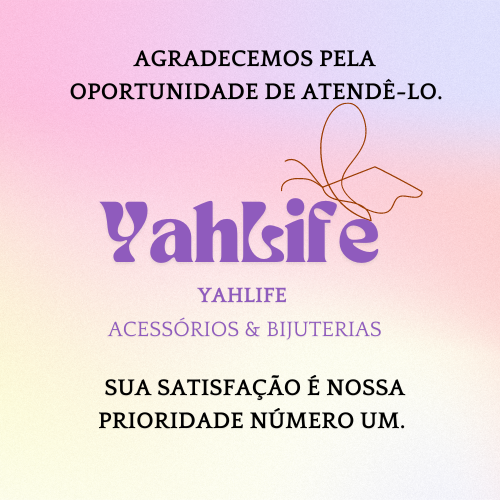 AGRADECEMOS PELA
OPORTUNIDADE DE ATENDÊ-LO.
YahLife
YAHLIFE
ACESSÓRIOS & BIJUTERIAS
SUA SATISFAÇÃO É NOSSA
PRIORIDADE NÚMERO UM.